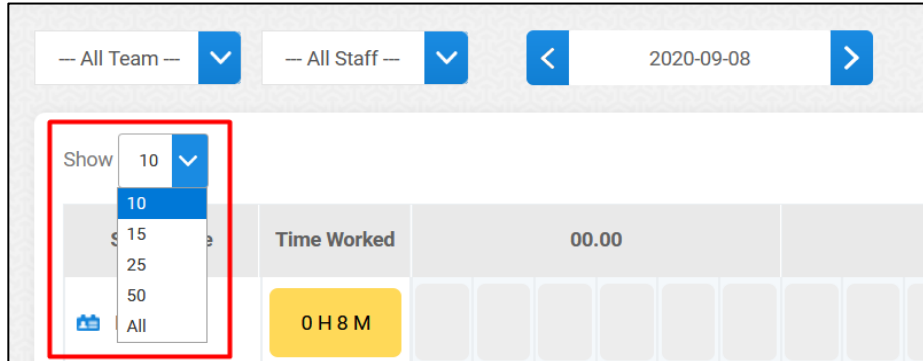 --- All Team ---
--- All Staff ---
2020-09-08
Show 10
10
15
25
50
All
Time Worked
00.00
0 H 8 M